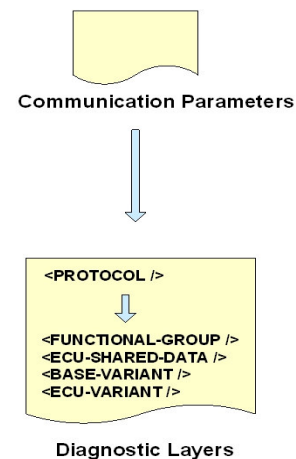 Communication Parameters
<PROTOCOL />
<FUNCTIONAL-GROUP />
<ECU-SHARED-DATA />
<BASE-VARIANT />
<ECU-VARIANT />
Diagnostic Layers